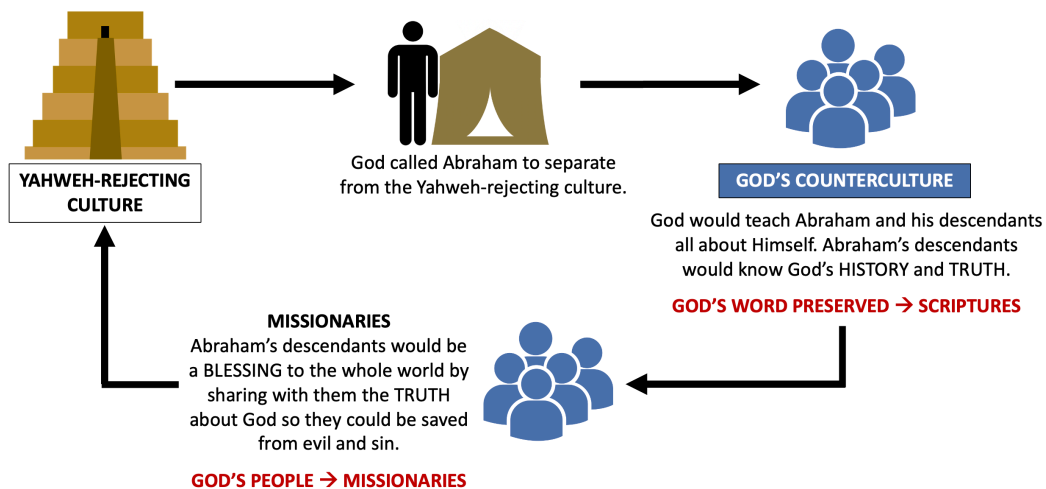 YAHWEH-REJECTING
CULTURE
God called Abraham to separate
from the Yahweh-rejecting culture.
GOD'S COUNTERCULTURE
God would teach Abraham and his descendants
all about Himself. Abraham's descendants
would know God's HISTORY and TRUTH.
GOD'S WORD PRESERVED → SCRIPTURES
MISSIONARIES
Abraham's descendants would be
a BLESSING to the whole world by
sharing with them the TRUTH
about God so they could be saved
from evil and sin.
GOD'S PEOPLE → MISSIONARIES